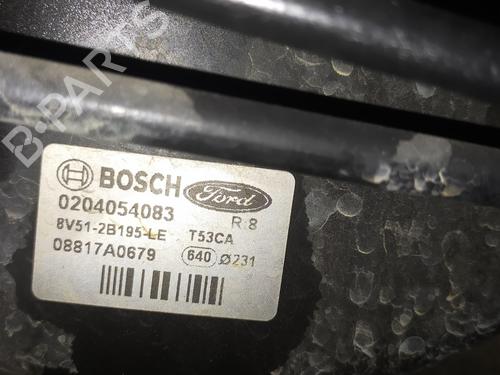 B-PARTS
BOSCH Ford
0204054083 R:8
8V51-2B195-LE T53CA
08817A0679 640 Ø231